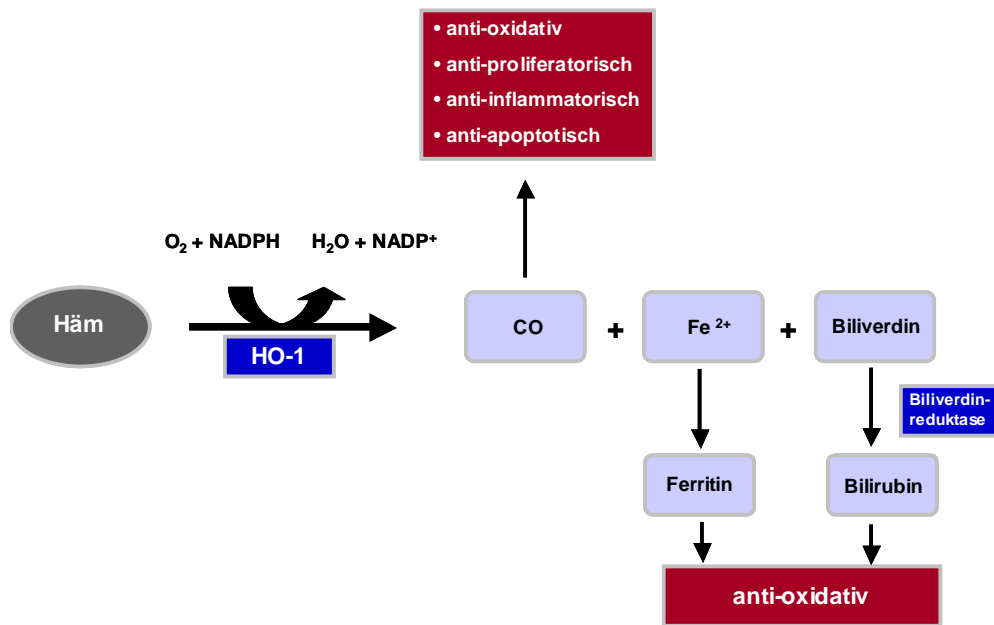 • anti-oxidativ
• anti-proliferatorisch
• anti-inflammatorisch
• anti-apoptotisch
O₂ + NADPH H₂O + NADP⁺
Häm
HO-1
CO + Fe ²⁺ + Biliverdin
Biliverdin-
reduktase
Ferritin
Bilirubin
anti-oxidativ